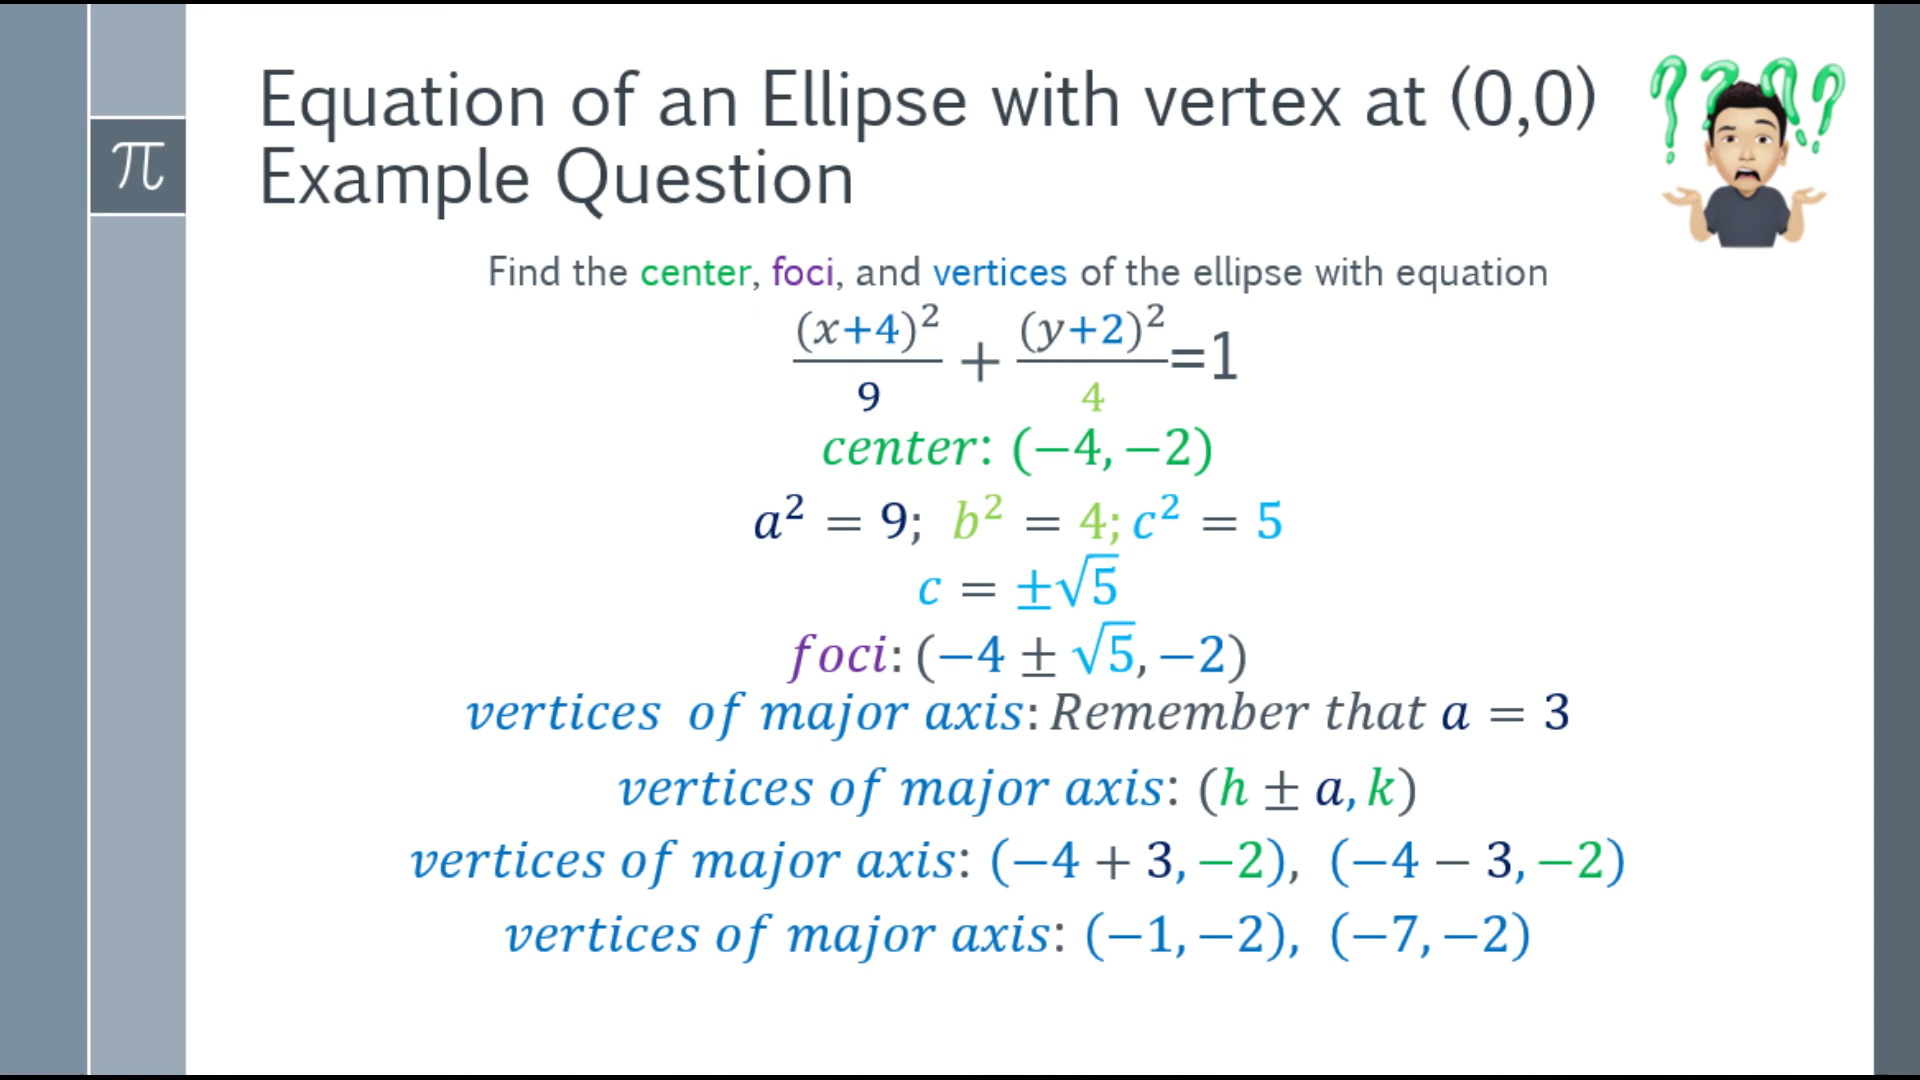 π
Equation of an Ellipse with vertex at (0,0)
Example Question
Find the center, foci, and vertices of the ellipse with equation
(x+4)²/9 + (y+2)²/4 =1
center: (−4, −2)
a² = 9; b² = 4; c² = 5
c = ±√5
foci: (−4 ± √5, −2)
vertices of major axis: Remember that a = 3
vertices of major axis: (h ± a, k)
vertices of major axis: (−4 + 3, −2), (−4 − 3, −2)
vertices of major axis: (−1, −2), (−7, −2)